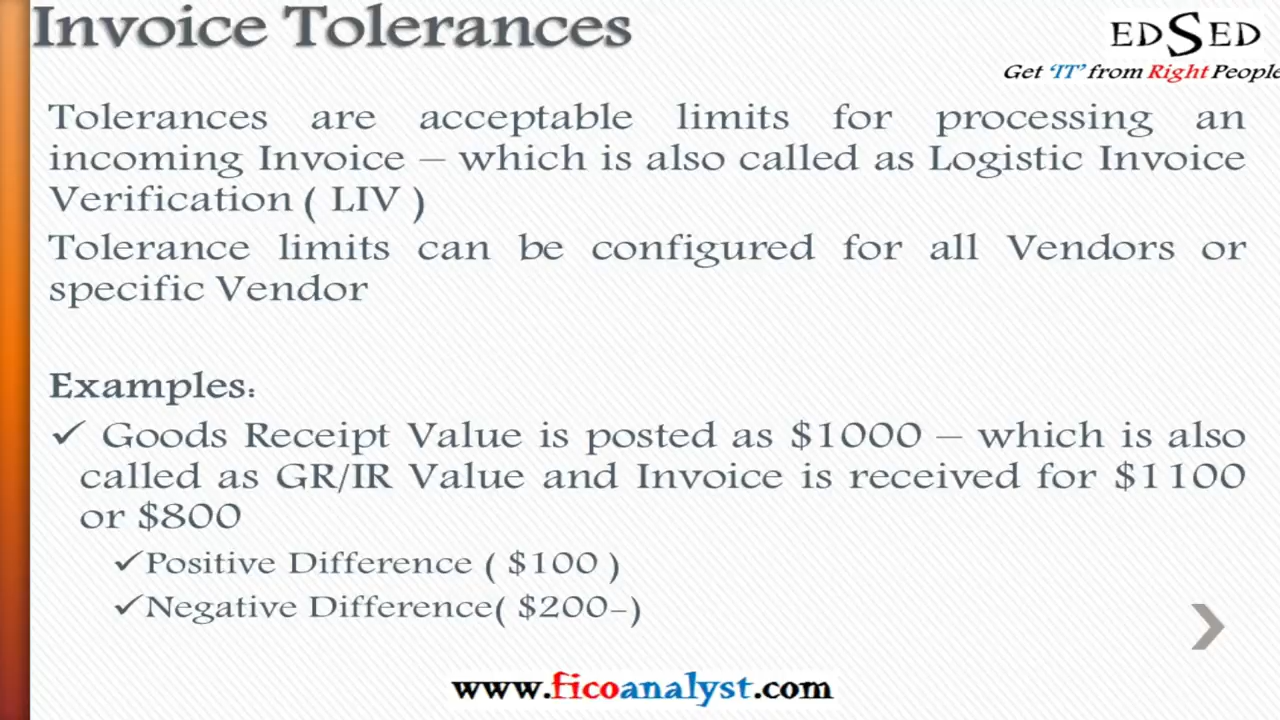 Invoice Tolerances
EDSED
Get 'IT' from Right People
Tolerances are acceptable limits for processing an
incoming Invoice – which is also called as Logistic Invoice
Verification ( LIV )
Tolerance limits can be configured for all Vendors or
specific Vendor
Examples:
✓ Goods Receipt Value is posted as $1000 – which is also
called as GR/IR Value and Invoice is received for $1100
or $800
✓Positive Difference ( $100 )
✓Negative Difference( $200-)
www.ficoanalyst.com